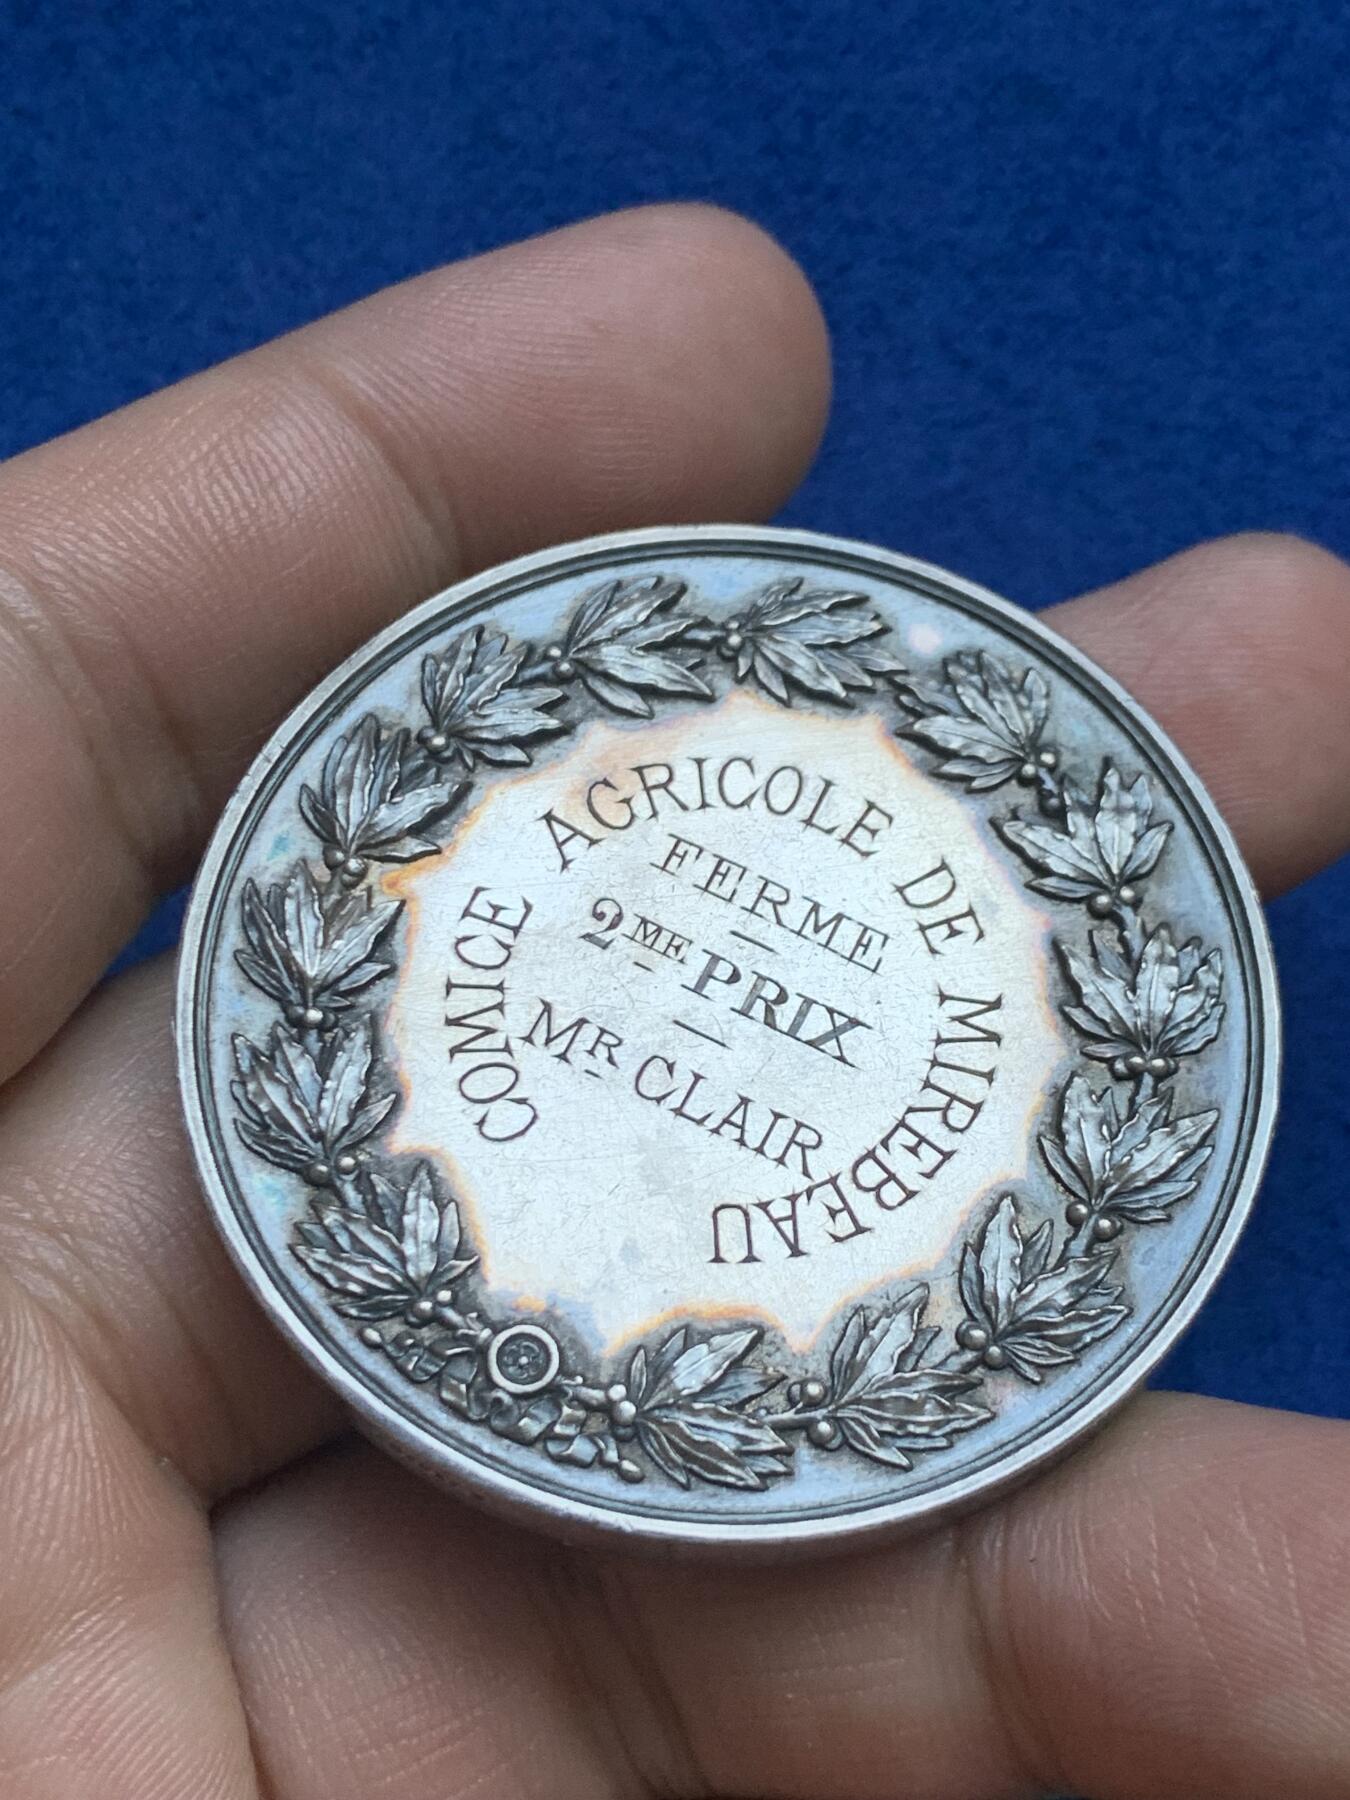 COMICE AGRICOLE DE MIREBEAU
FERME
2ME PRIX
MR CLAIR